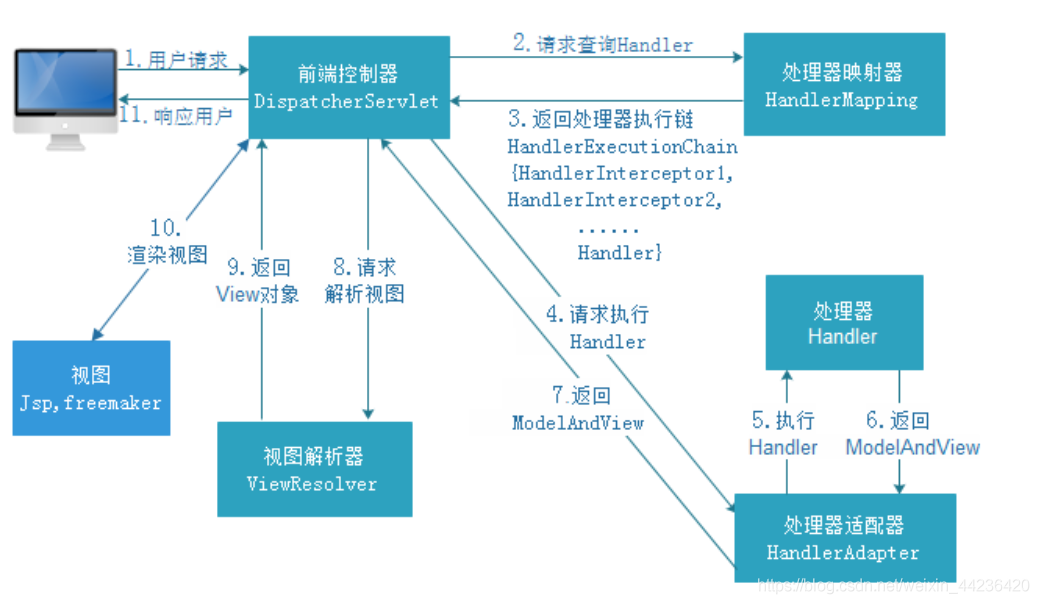 1.用户请求
11.响应用户
前端控制器
DispatcherServlet
2.请求查询Handler
处理器映射器
HandlerMapping
3.返回处理器执行链
HandlerExecutionChain
{HandlerInterceptor1,
HandlerInterceptor2,
......
Handler}
10.
渲染视图
9.返回
View对象
8.请求
解析视图
4.请求执行
Handler
处理器
Handler
视图
Jsp,freemaker
7.返回
ModelAndView
5.执行
Handler
6.返回
ModelAndView
视图解析器
ViewResolver
处理器适配器
HandlerAdapter
https://blog.csdn.net/weixin_44236420